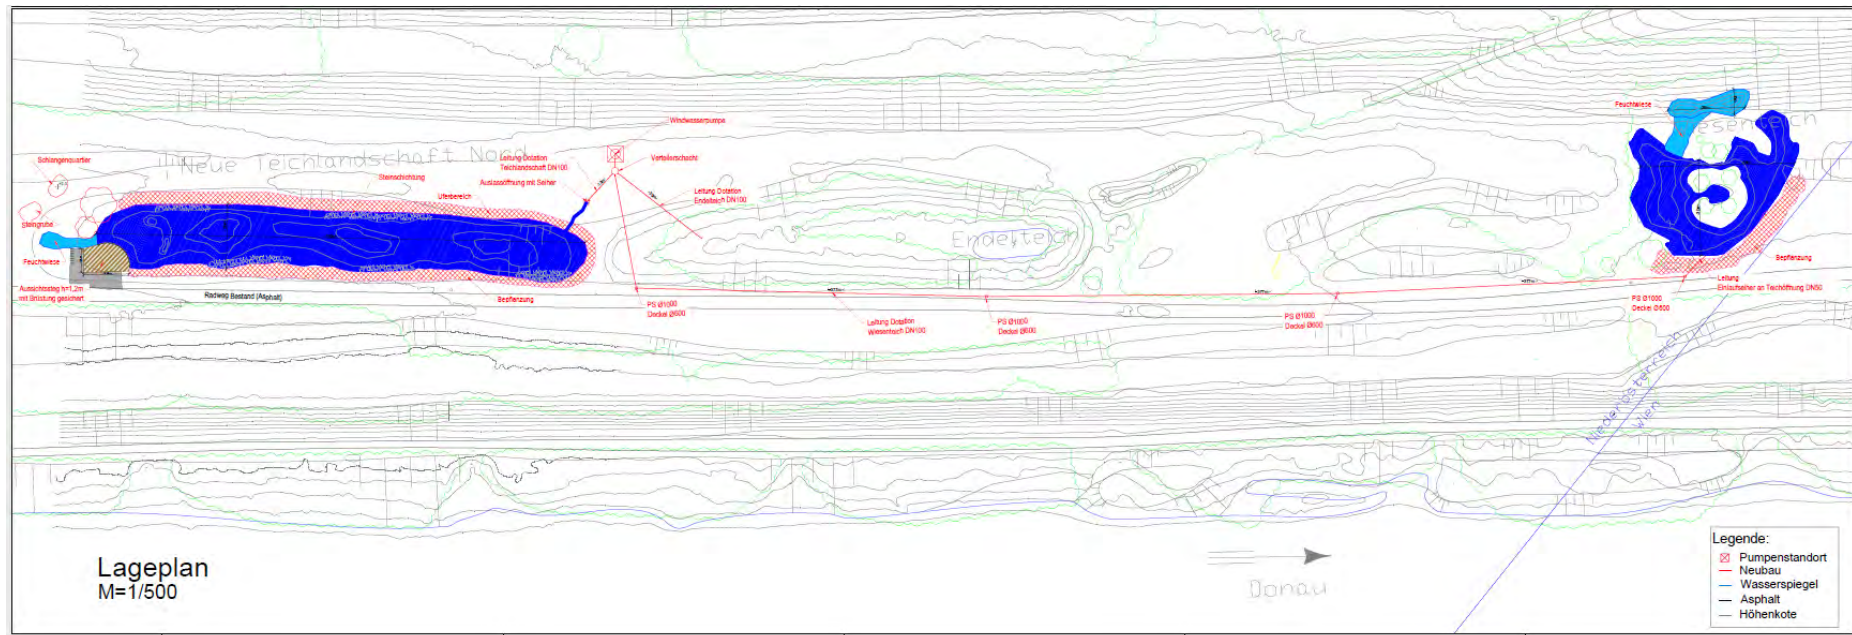 Feuchtwiese
Wiesenteich
Windwasserpumpe
Verteilerschacht
Schlangenquartier
Neue Teichlandschaft Nord
Leitung Dotation
Teichlandschaft DN100
Steinschichtung
Auslassöffnung mit Seiher
Uferbereich
Leitung Dotation
Endelteich DN100
Steingrube
Endelteich
Feuchtwiese
Bepflanzung
Leitung
Einlaufseiher an Teichöffnung DN50
Aussichtssteg h=1,2m
mit Brüstung gesichert
Radweg Bestand (Asphalt)
Bepflanzung
PS Ø1000
Deckel Ø600
Leitung Dotation
Wiesenteich DN100
PS Ø1000
Deckel Ø600
PS Ø1000
Deckel Ø600
PS Ø1000
Deckel Ø600
Niederösterreich
Wien
Lageplan
M=1/500
Donau
Legende:
Pumpenstandort
Neubau
Wasserspiegel
Asphalt
Höhenkote